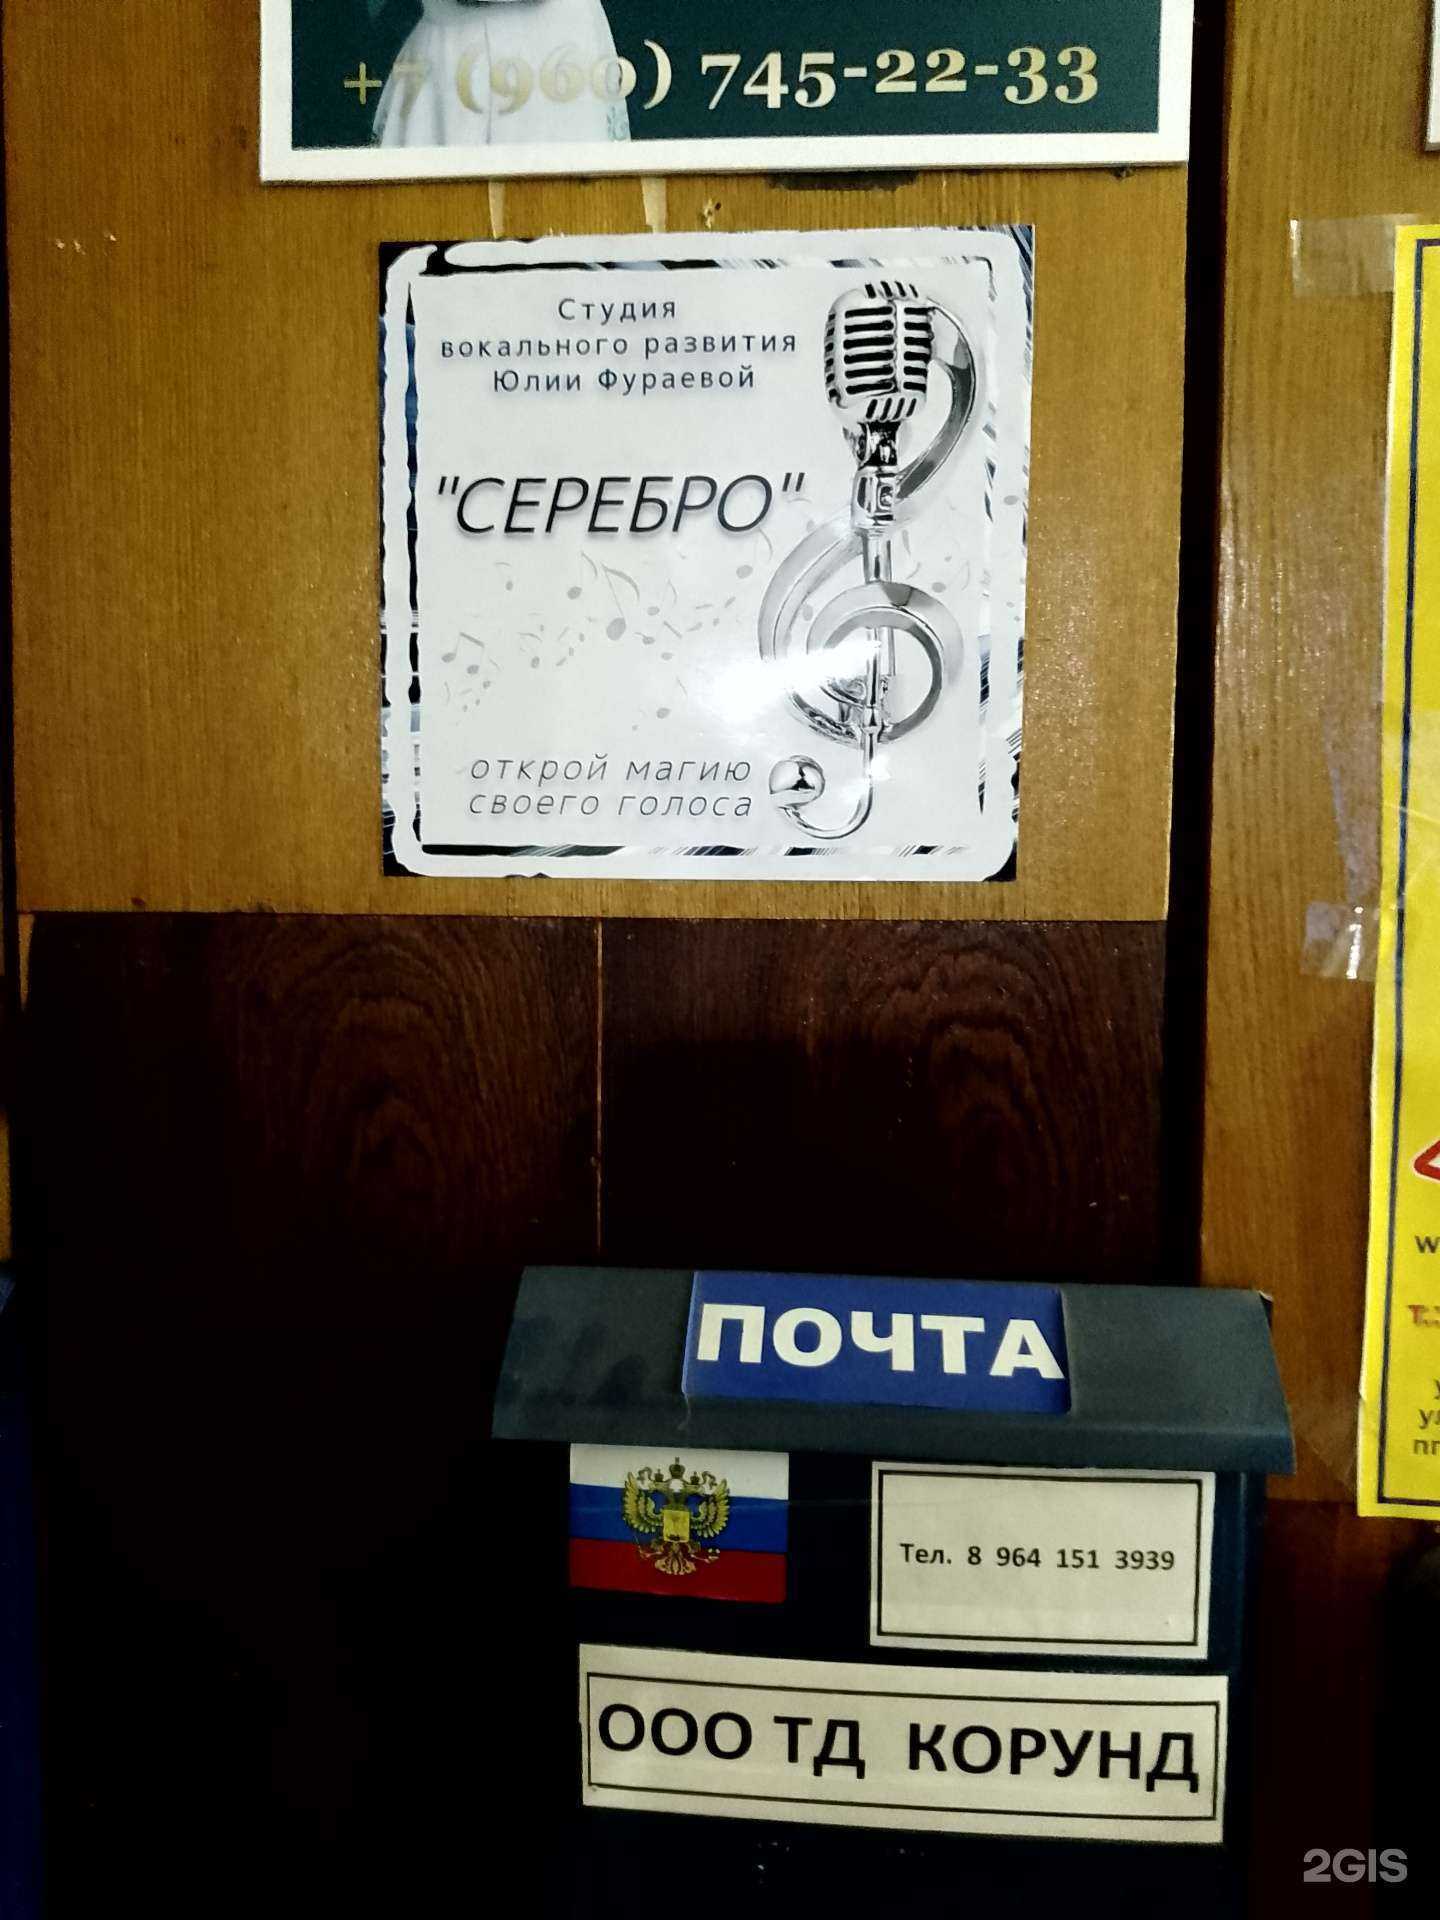 +7 (960) 745-22-33
Студия
вокального развития
Юлии Фураевой
"СЕРЕБРО"
открой магию
своего голоса
ПОЧТА
Тел. 8 964 151 3939
ООО ТД КОРУНД
2GIS